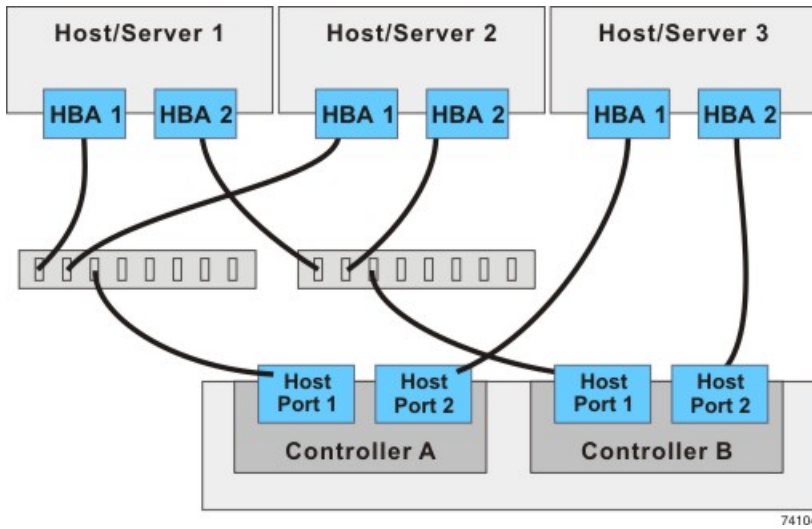 Host/Server 1 Host/Server 2 Host/Server 3
HBA 1 HBA 2 HBA 1 HBA 2 HBA 1 HBA 2
Host Port 1 Host Port 2 Host Port 1 Host Port 2
Controller A Controller B